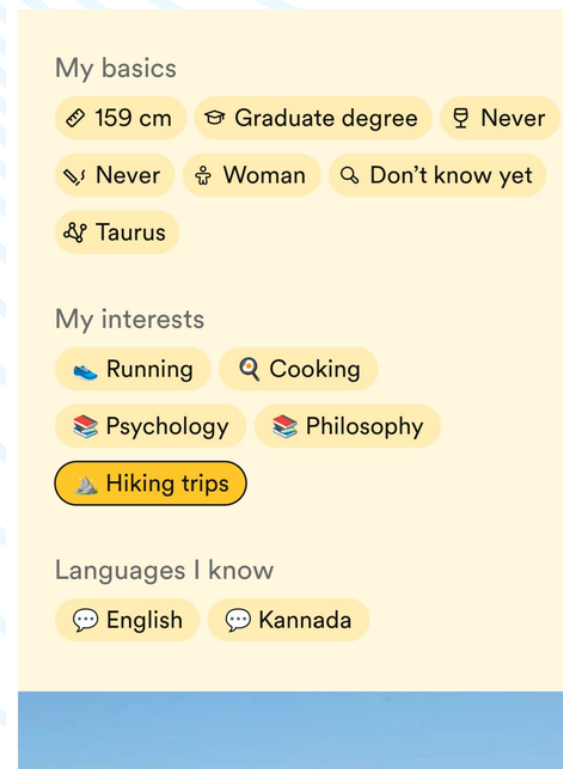 My basics
159 cm Graduate degree Never
Never Woman Don’t know yet
Taurus
My interests
Running Cooking
Psychology Philosophy
Hiking trips
Languages I know
English Kannada